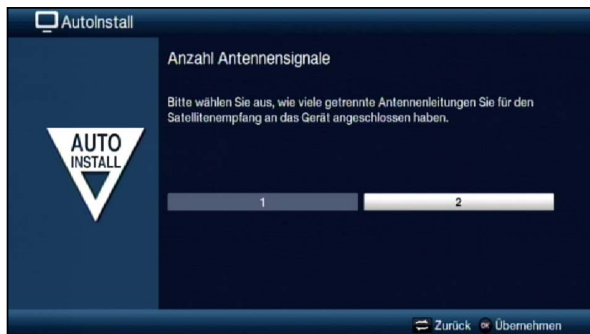 AutoInstall
Anzahl Antennensignale
Bitte wählen Sie aus, wie viele getrennte Antennenleitungen Sie für den
Satellitenempfang an das Gerät angeschlossen haben.
AUTO
INSTALL
1 2
Zurück OK Übernehmen